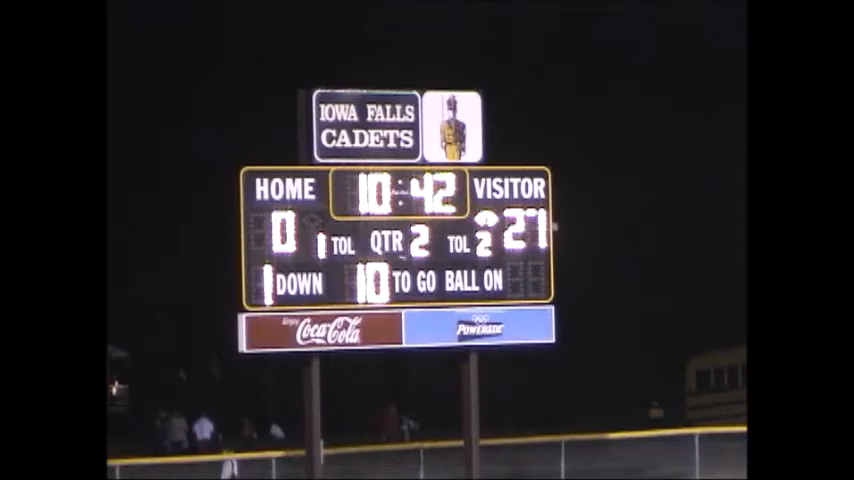 IOWA FALLS
CADETS
HOME 10:42 VISITOR
0 1 TOL QTR 2 TOL 2 27
1 DOWN 10 TO GO BALL ON
Enjoy Coca-Cola POWERADE